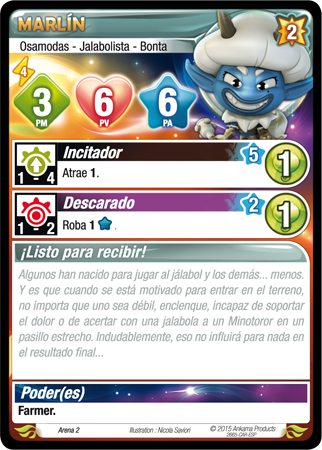 MARLÍN
2
Osamodas - Jalabolista - Bonta
4
3
PM
6
PV
6
PA
1 - 4
Incitador
5
1
Atrae 1.
1 - 2
Descarado
2
1
Roba 1 .
¡Listo para recibir!
Algunos han nacido para jugar al jálabol y los demás... menos.
Y es que cuando se está motivado para entrar en el terreno,
no importa que uno sea débil, enclenque, incapaz de soportar
el dolor o de acertar con una jalabola a un Minotoror en un
pasillo estrecho. Indudablemente, eso no influirá para nada en
el resultado final...
Poder(es)
Farmer.
Arena 2
Illustration : Nicola Saviori
© 2015 Ankama Products
2665-CAR-ESP